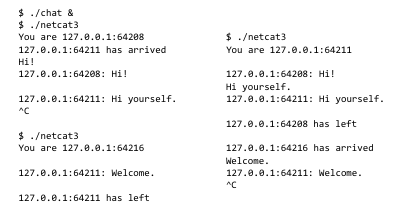 $ ./chat &
$ ./netcat3
You are 127.0.0.1:64208
127.0.0.1:64211 has arrived
Hi!
127.0.0.1:64208: Hi!
127.0.0.1:64211: Hi yourself.
^C
$ ./netcat3
You are 127.0.0.1:64216
127.0.0.1:64211: Welcome.
127.0.0.1:64211 has left
$ ./netcat3
You are 127.0.0.1:64211
127.0.0.1:64208: Hi!
Hi yourself.
127.0.0.1:64211: Hi yourself.
127.0.0.1:64208 has left
127.0.0.1:64216 has arrived
Welcome.
127.0.0.1:64211: Welcome.
^C